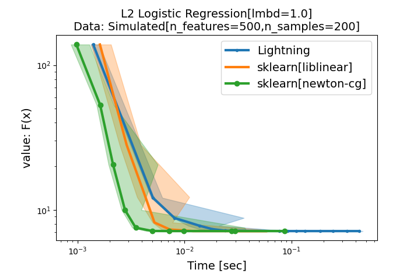 L2 Logistic Regression[lmbd=1.0]
Data: Simulated[n_features=500,n_samples=200]
Lightning
sklearn[liblinear]
sklearn[newton-cg]
value: F(x)
10²
10¹
10⁻³
10⁻²
10⁻¹
Time [sec]